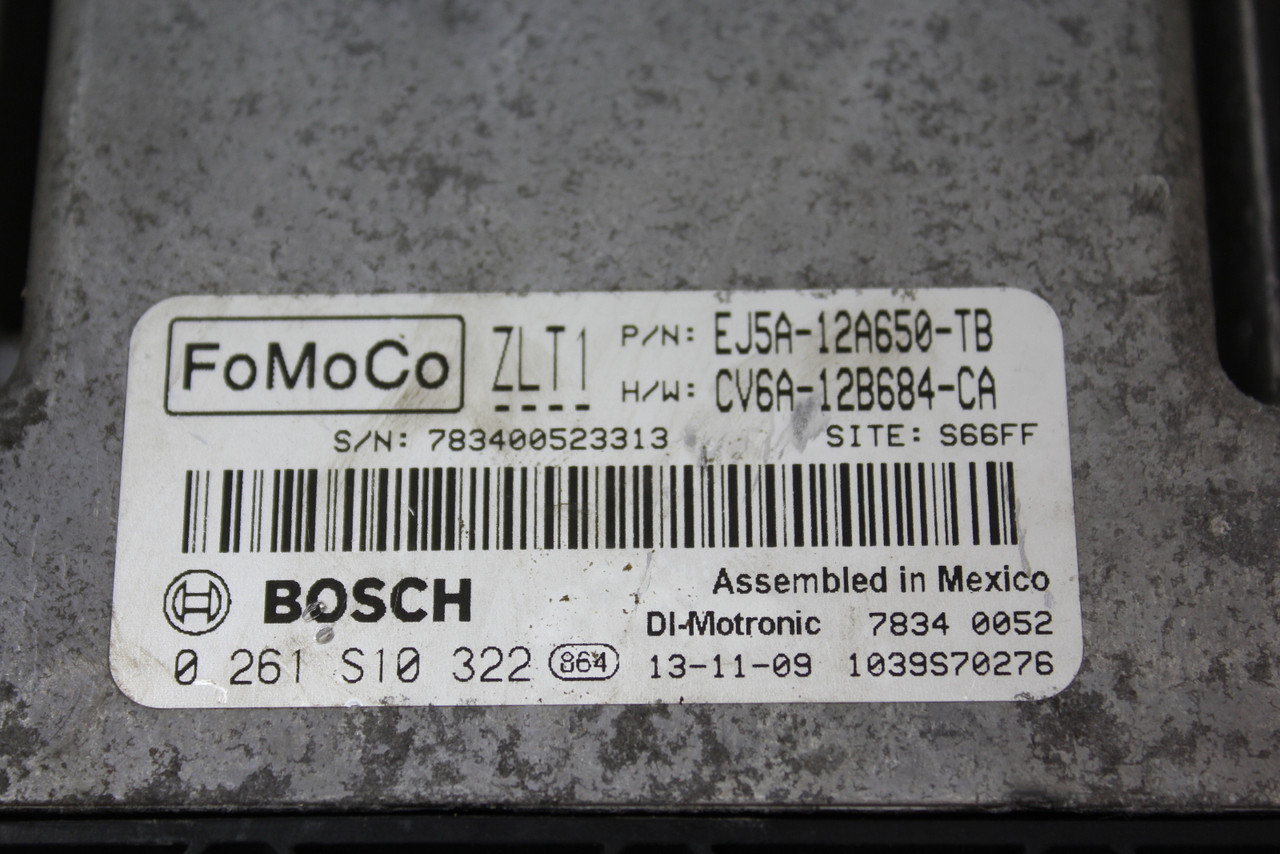 FoMoCo ZLT1 P/N: EJ5A-12A650-TB
H/W: CV6A-12B684-CA
S/N: 783400523313 SITE: S66FF
BOSCH Assembled in Mexico
DI-Motronic 7834 0052
0 261 S10 322 864 13-11-09 1039S70276